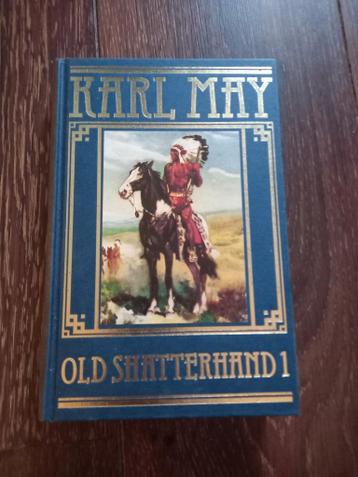 KARL MAY
OLD SHATTERHAND 1